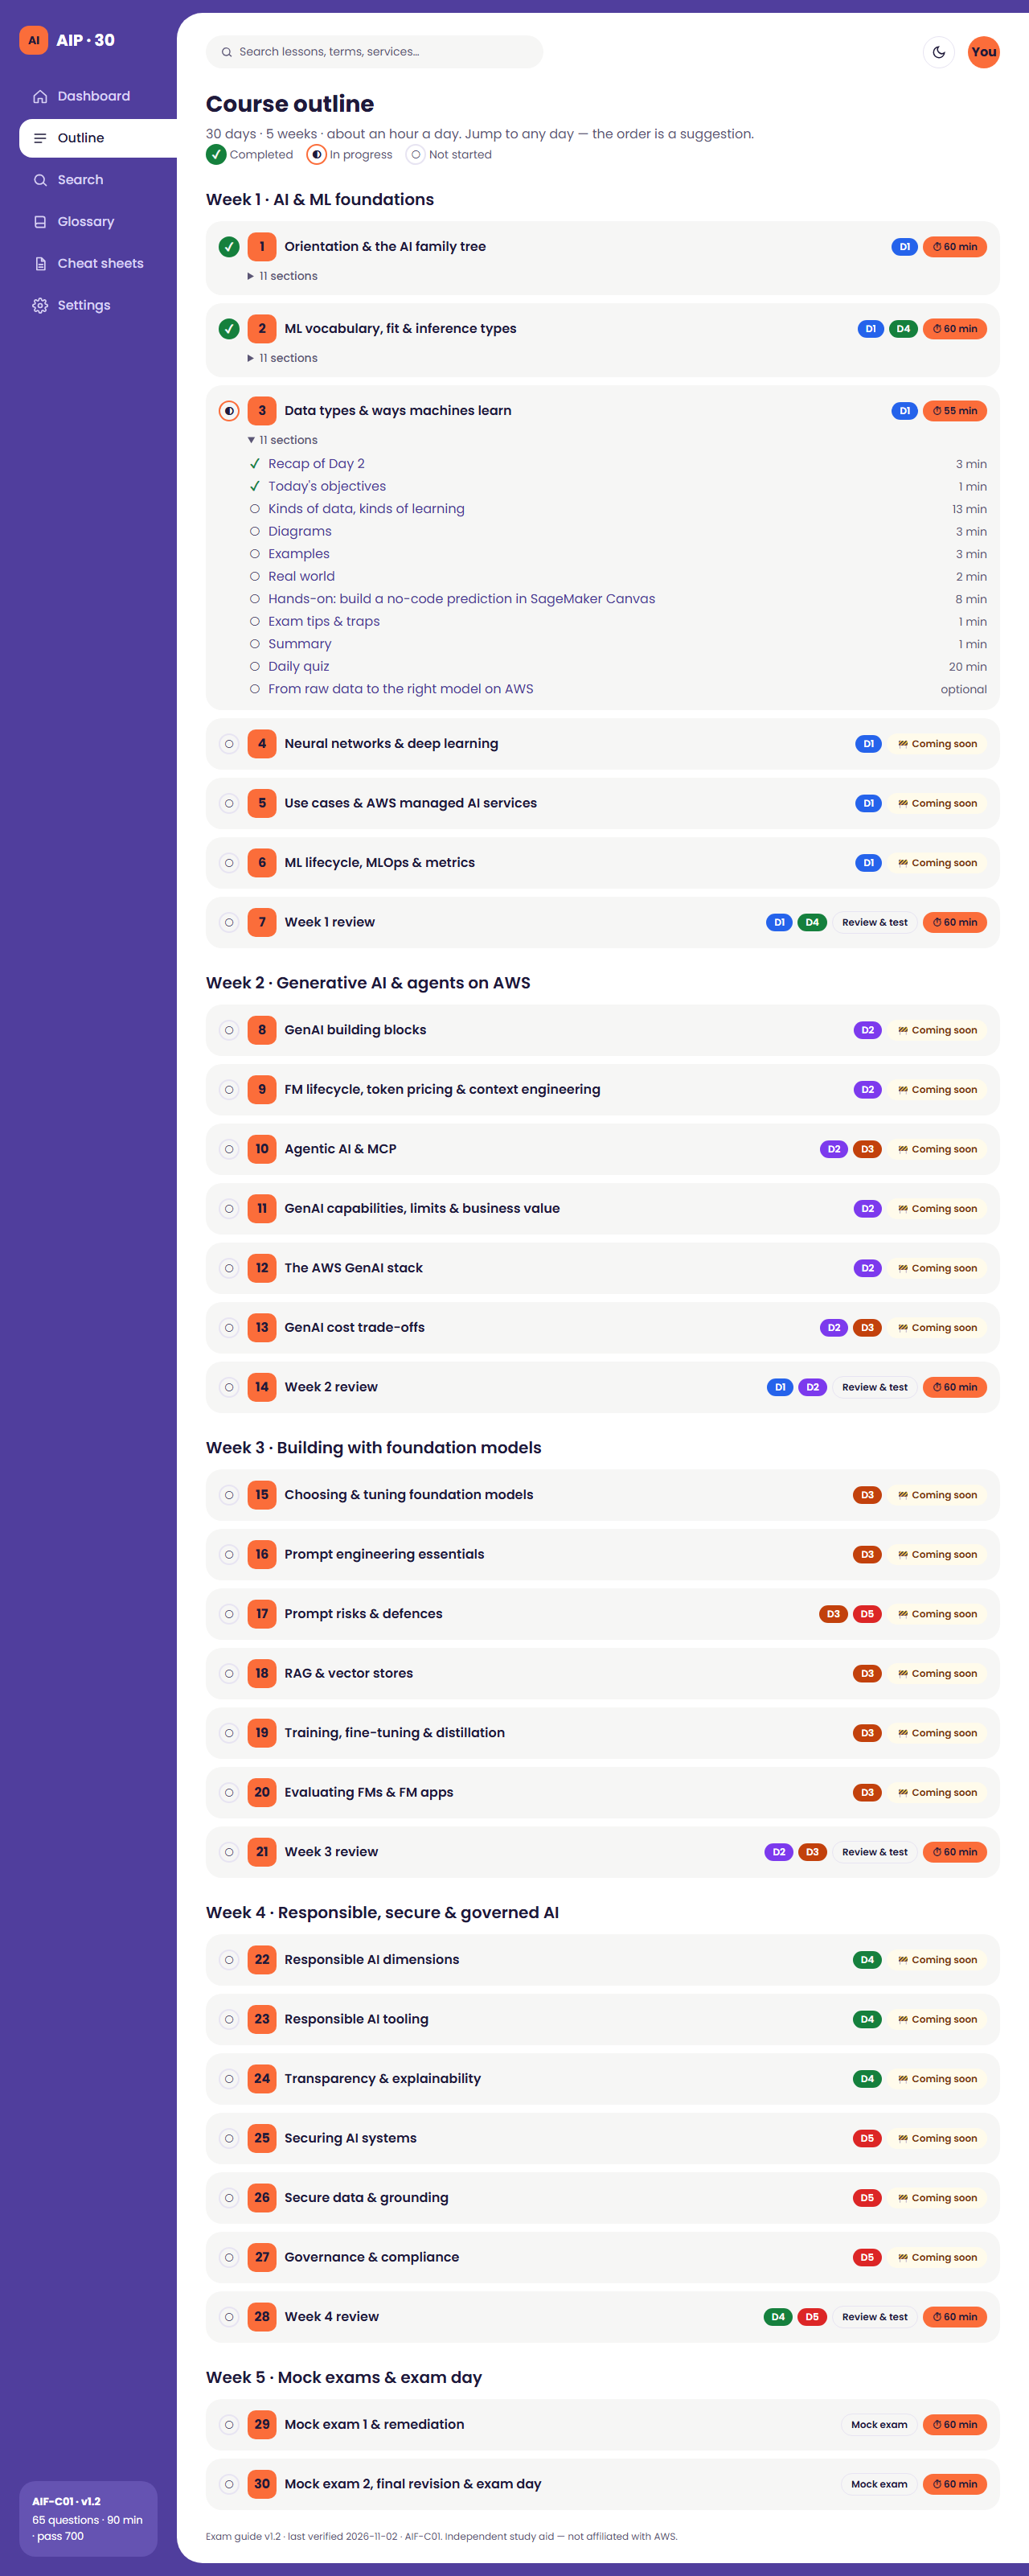 AI AIP · 30
Dashboard
Outline
Search
Glossary
Cheat sheets
Settings
AIF-C01 · v1.2
65 questions · 90 min
· pass 700
Search lessons, terms, services...
You
Course outline
30 days · 5 weeks · about an hour a day. Jump to any day — the order is a suggestion.
Completed In progress Not started
Week 1 · AI & ML foundations
1 Orientation & the AI family tree D1 60 min
11 sections
2 ML vocabulary, fit & inference types D1 D4 60 min
11 sections
3 Data types & ways machines learn D1 55 min
11 sections
Recap of Day 2 3 min
Today's objectives 1 min
Kinds of data, kinds of learning 13 min
Diagrams 3 min
Examples 3 min
Real world 2 min
Hands-on: build a no-code prediction in SageMaker Canvas 8 min
Exam tips & traps 1 min
Summary 1 min
Daily quiz 20 min
From raw data to the right model on AWS optional
4 Neural networks & deep learning D1 Coming soon
5 Use cases & AWS managed AI services D1 Coming soon
6 ML lifecycle, MLOps & metrics D1 Coming soon
7 Week 1 review D1 D4 Review & test 60 min
Week 2 · Generative AI & agents on AWS
8 GenAI building blocks D2 Coming soon
9 FM lifecycle, token pricing & context engineering D2 Coming soon
10 Agentic AI & MCP D2 D3 Coming soon
11 GenAI capabilities, limits & business value D2 Coming soon
12 The AWS GenAI stack D2 Coming soon
13 GenAI cost trade-offs D2 D3 Coming soon
14 Week 2 review D1 D2 Review & test 60 min
Week 3 · Building with foundation models
15 Choosing & tuning foundation models D3 Coming soon
16 Prompt engineering essentials D3 Coming soon
17 Prompt risks & defences D3 D5 Coming soon
18 RAG & vector stores D3 Coming soon
19 Training, fine-tuning & distillation D3 Coming soon
20 Evaluating FMs & FM apps D3 Coming soon
21 Week 3 review D2 D3 Review & test 60 min
Week 4 · Responsible, secure & governed AI
22 Responsible AI dimensions D4 Coming soon
23 Responsible AI tooling D4 Coming soon
24 Transparency & explainability D4 Coming soon
25 Securing AI systems D5 Coming soon
26 Secure data & grounding D5 Coming soon
27 Governance & compliance D5 Coming soon
28 Week 4 review D4 D5 Review & test 60 min
Week 5 · Mock exams & exam day
29 Mock exam 1 & remediation Mock exam 60 min
30 Mock exam 2, final revision & exam day Mock exam 60 min
Exam guide v1.2 · last verified 2026-11-02 · AIF-C01. Independent study aid — not affiliated with AWS.